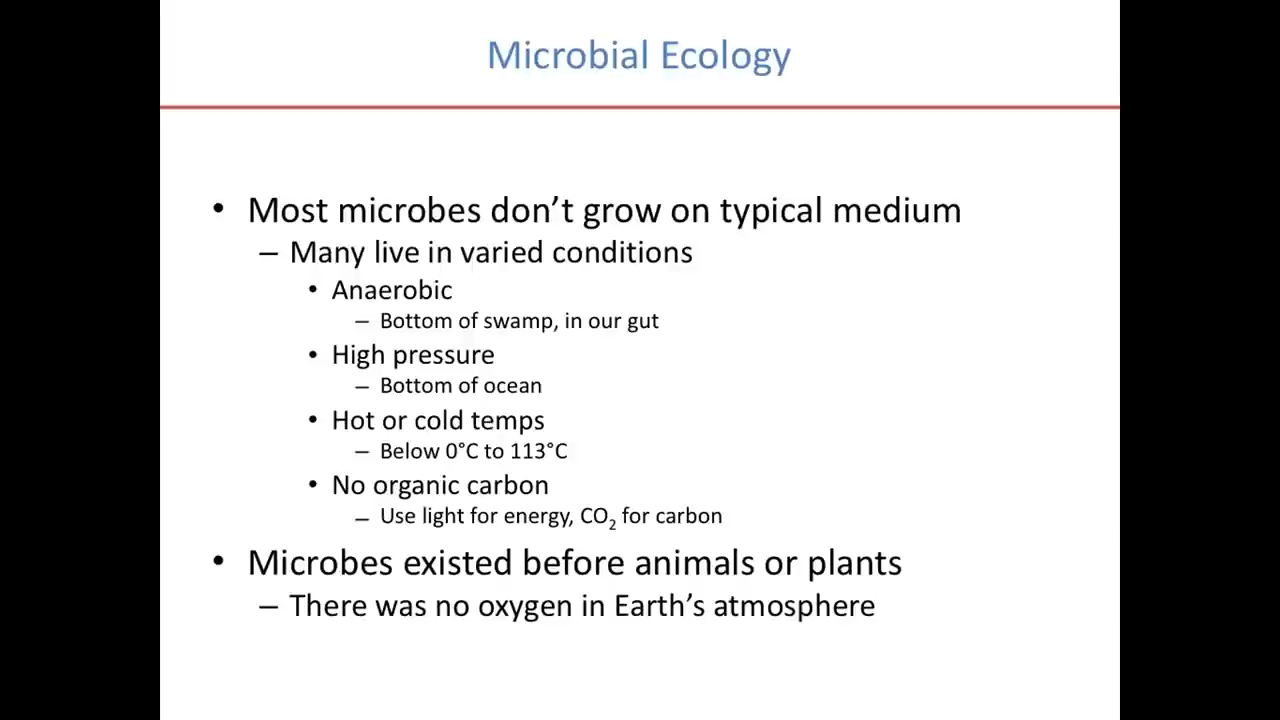 Microbial Ecology
• Most microbes don’t grow on typical medium
– Many live in varied conditions
• Anaerobic
– Bottom of swamp, in our gut
• High pressure
– Bottom of ocean
• Hot or cold temps
– Below 0°C to 113°C
• No organic carbon
– Use light for energy, CO₂ for carbon
• Microbes existed before animals or plants
– There was no oxygen in Earth’s atmosphere